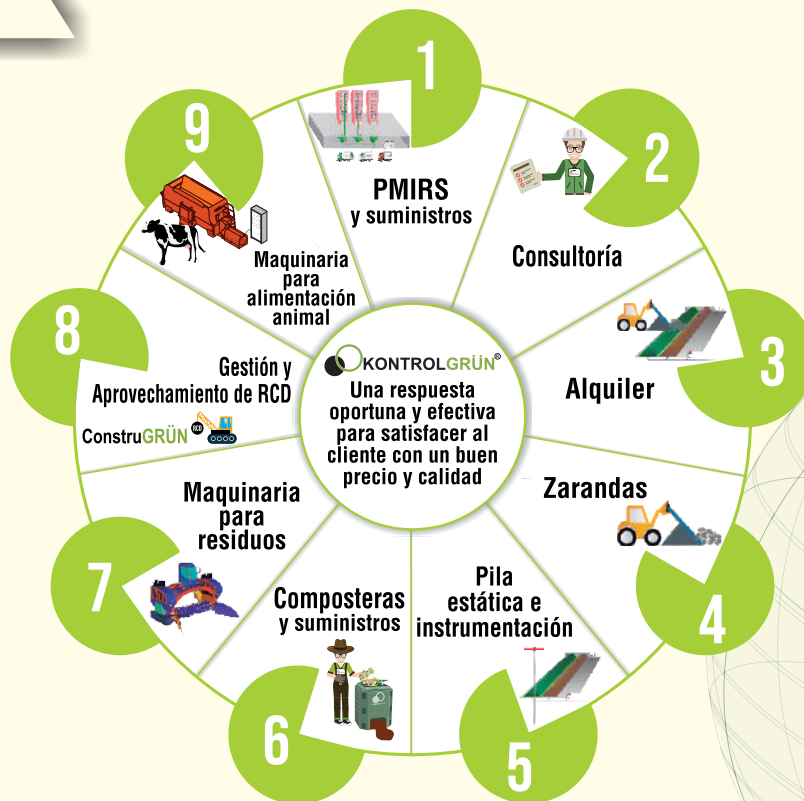 1
PMIRS
y suministros
2
Consultoría
3
Alquiler
4
Zarandas
5
Pila
estática e
instrumentación
6
Composteras
y suministros
7
Maquinaria
para
residuos
8
Gestión y
Aprovechamiento de RCD
ConstruGRÜN RCD
9
Maquinaria
para
alimentación
animal
KONTROLGRÜN®
Una respuesta
oportuna y efectiva
para satisfacer al
cliente con un buen
precio y calidad